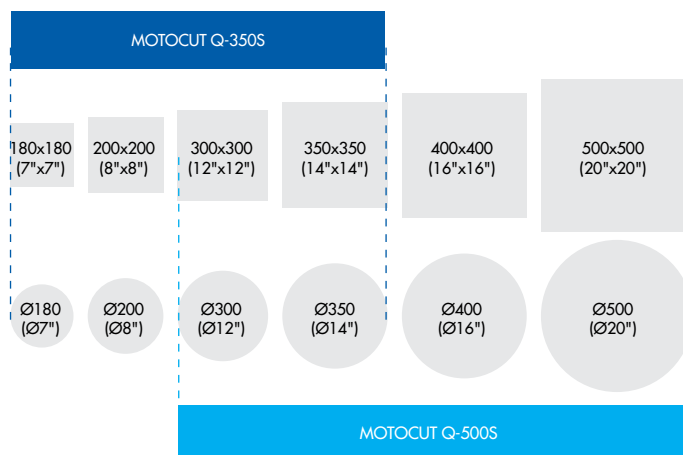 MOTOCUT Q-350S
180x180
(7"x7")
200x200
(8"x8")
300x300
(12"x12")
350x350
(14"x14")
400x400
(16"x16")
500x500
(20"x20")
Ø180
(Ø7")
Ø200
(Ø8")
Ø300
(Ø12")
Ø350
(Ø14")
Ø400
(Ø16")
Ø500
(Ø20")
MOTOCUT Q-500S